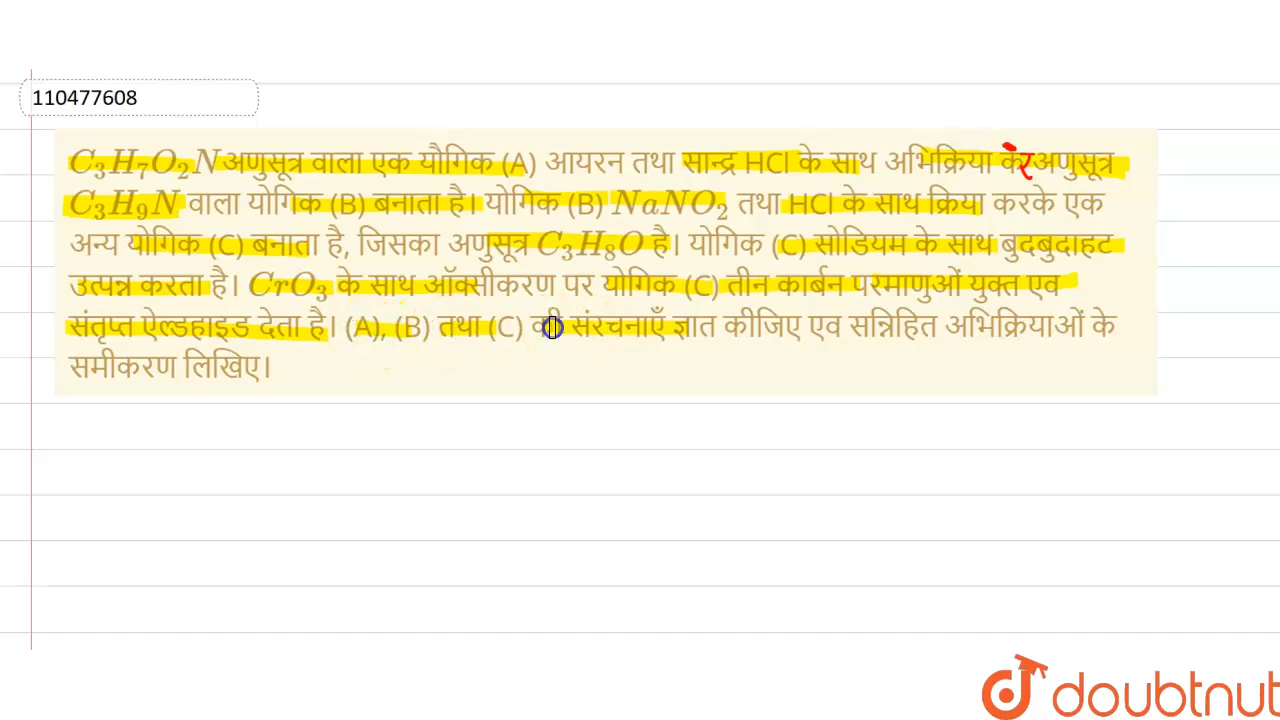 110477608
C₃H₇O₂N अणुसूत्र वाला एक यौगिक (A) आयरन तथा सान्द्र HCl के साथ अभिक्रिया कर अणुसूत्र
C₃H₉N वाला योगिक (B) बनाता है। योगिक (B) NaNO₂ तथा HCl के साथ क्रिया करके एक
अन्य योगिक (C) बनाता है, जिसका अणुसूत्र C₃H₈O है। योगिक (C) सोडियम के साथ बुदबुदाहट
उत्पन्न करता है। CrO₃ के साथ ऑक्सीकरण पर योगिक (C) तीन कार्बन परमाणुओं युक्त एव
संतृप्त ऐल्डहाइड देता है। (A), (B) तथा (C) की संरचनाएँ ज्ञात कीजिए एव सन्निहित अभिक्रियाओं के
समीकरण लिखिए।
doubtnut